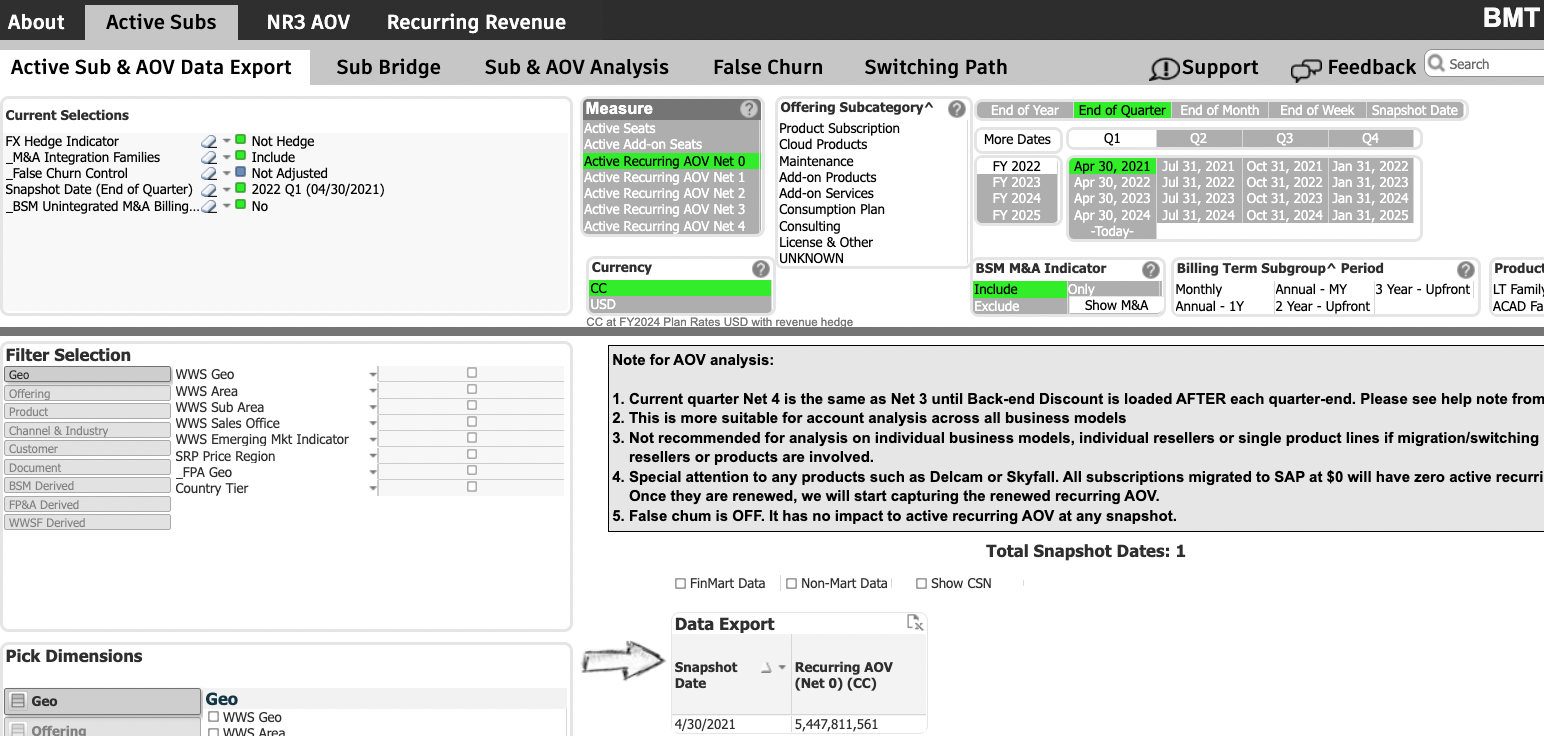 About Active Subs NR3 AOV Recurring Revenue BMT
Active Sub & AOV Data Export Sub Bridge Sub & AOV Analysis False Churn Switching Path Support Feedback Search
Current Selections
FX Hedge Indicator Not Hedge
_M&A Integration Families Include
_False Churn Control Not Adjusted
Snapshot Date (End of Quarter) 2022 Q1 (04/30/2021)
_BSM Unintegrated M&A Billing... No
Measure
Active Seats
Active Add-on Seats
Active Recurring AOV Net 0
Active Recurring AOV Net 1
Active Recurring AOV Net 2
Active Recurring AOV Net 3
Active Recurring AOV Net 4
Currency
CC
USD
CC at FY2024 Plan Rates USD with revenue hedge
Offering Subcategory^
Product Subscription
Cloud Products
Maintenance
Add-on Products
Add-on Services
Consumption Plan
Consulting
License & Other
UNKNOWN
End of Year End of Quarter End of Month End of Week Snapshot Date
More Dates Q1 Q2 Q3 Q4
FY 2022 Apr 30, 2021 Jul 31, 2021 Oct 31, 2021 Jan 31, 2022
FY 2023 Apr 30, 2022 Jul 31, 2022 Oct 31, 2022 Jan 31, 2023
FY 2024 Apr 30, 2023 Jul 31, 2023 Oct 31, 2023 Jan 31, 2024
FY 2025 Apr 30, 2024 Jul 31, 2024 Oct 31, 2024 Jan 31, 2025
-Today-
BSM M&A Indicator
Include Only
Exclude Show M&A
Billing Term Subgroup^ Period
Monthly Annual - MY 3 Year - Upfront
Annual - 1Y 2 Year - Upfront
Product
LT Family
ACAD Fa
Filter Selection
Geo
Offering
Product
Channel & Industry
Customer
Document
BSM Derived
FP&A Derived
WWSF Derived
WWS Geo
WWS Area
WWS Sub Area
WWS Sales Office
WWS Emerging Mkt Indicator
SRP Price Region
_FPA Geo
Country Tier
Note for AOV analysis:
1. Current quarter Net 4 is the same as Net 3 until Back-end Discount is loaded AFTER each quarter-end. Please see help note from
2. This is more suitable for account analysis across all business models
3. Not recommended for analysis on individual business models, individual resellers or single product lines if migration/switching
resellers or products are involved.
4. Special attention to any products such as Delcam or Skyfall. All subscriptions migrated to SAP at $0 will have zero active recurri
Once they are renewed, we will start capturing the renewed recurring AOV.
5. False chum is OFF. It has no impact to active recurring AOV at any snapshot.
Total Snapshot Dates: 1
FinMart Data Non-Mart Data Show CSN
Data Export
Snapshot Date Recurring AOV (Net 0) (CC)
4/30/2021 5,447,811,561
Pick Dimensions
Geo
Offering
Geo
WWS Geo
WWS Area